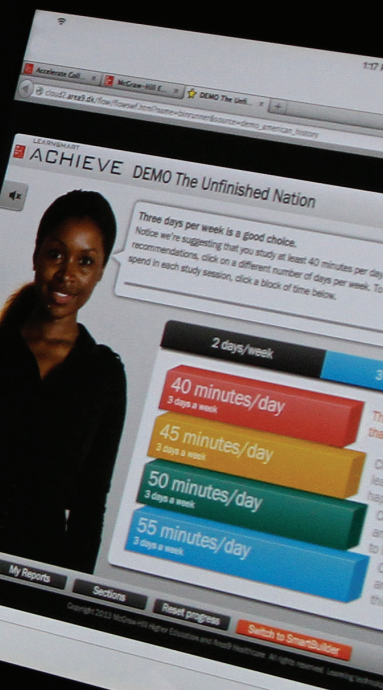 1:17 P
Accelerate Coll...
McGraw-Hill E...
DEMO The Unfi...
cloud2.area9.dk/flow/flowswf.html?name=binrunner&source=demo_american_history
LEARNSMART
ACHIEVE DEMO The Unfinished Nation
Three days per week is a good choice.
Notice we're suggesting that you study at least 40 minutes per day
recommendations, click on a different number of days per week. To
spend in each study session, click a block of time below.
2 days/week
3
40 minutes/day
3 days a week
45 minutes/day
3 days a week
50 minutes/day
3 days a week
55 minutes/day
3 days a week
My Reports
Sections
Reset progress
Switch to SmartBuilder
Copyright 2013 McGraw-Hill Higher Education and Area9 Healthcare. All rights reserved.